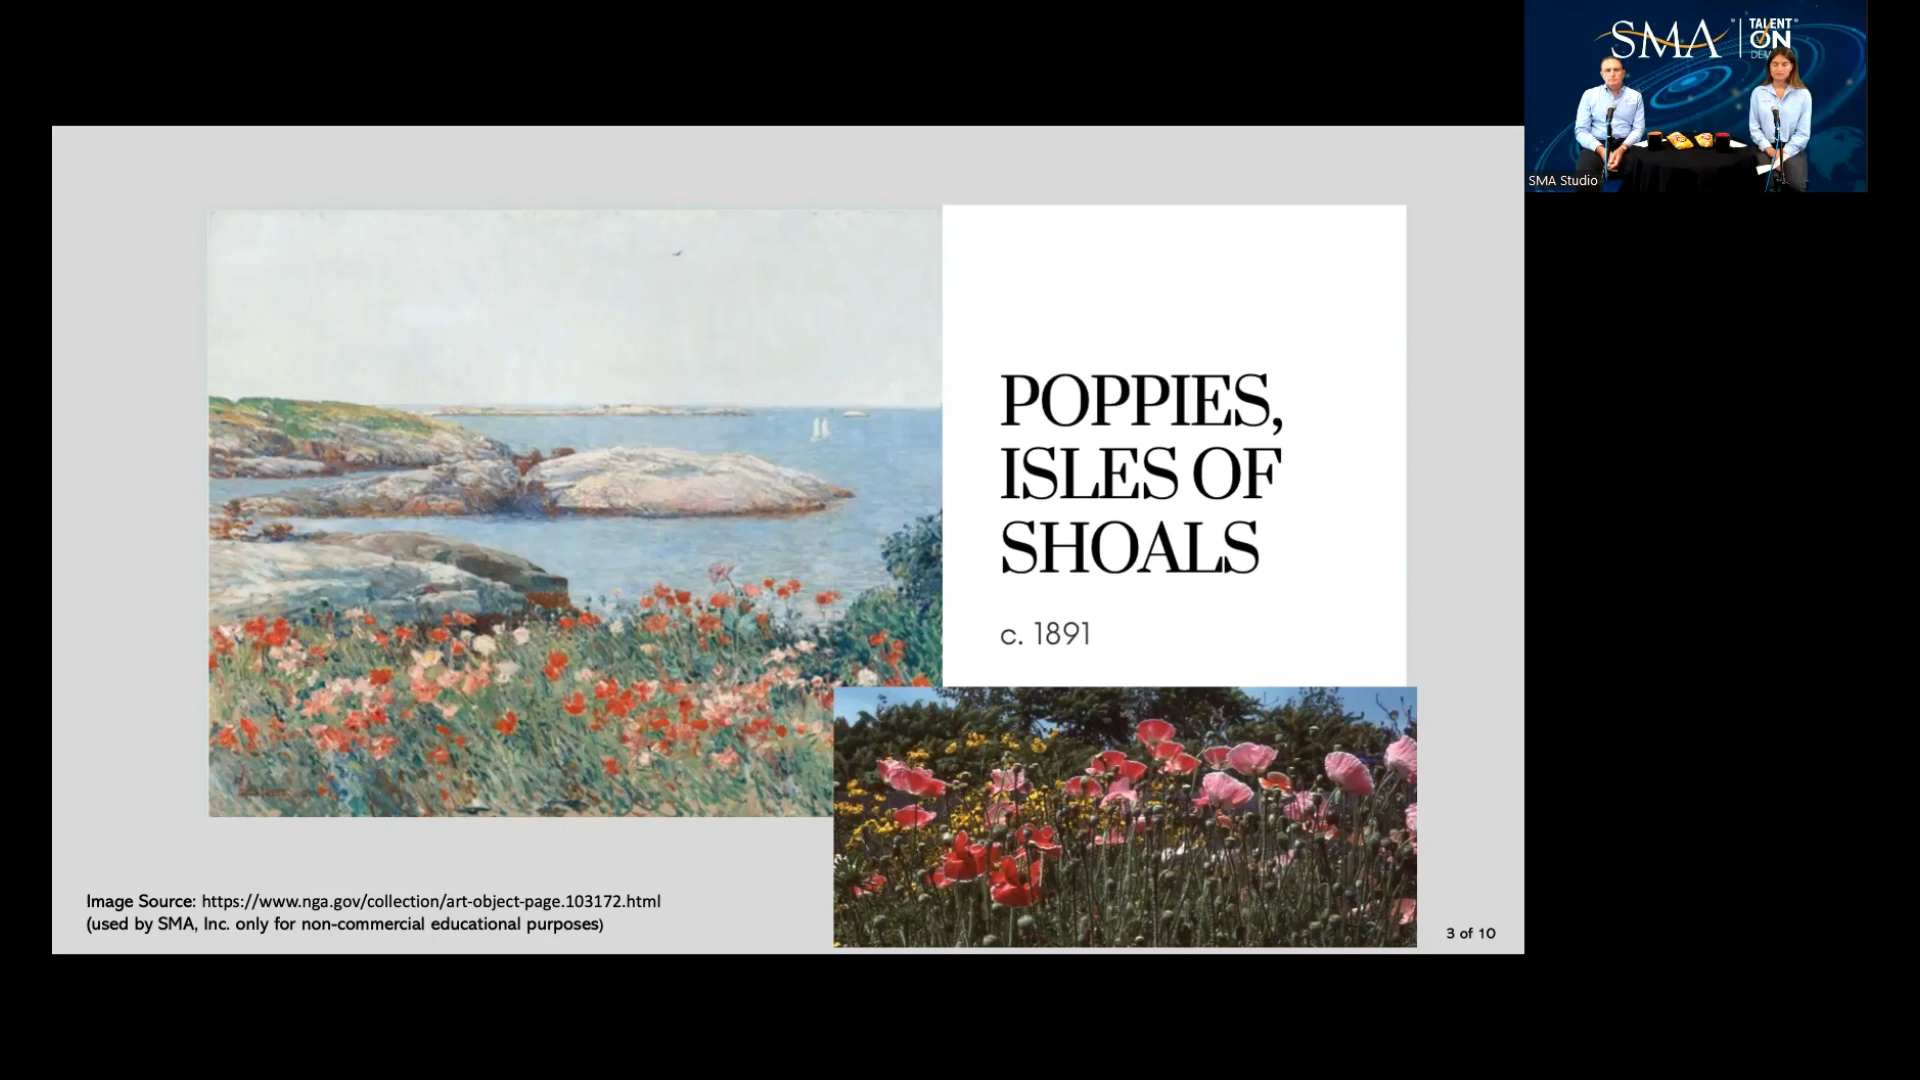 SMA
TALENT
ON
SMA Studio
POPPIES,
ISLES OF
SHOALS
c. 1891
Image Source: https://www.nga.gov/collection/art-object-page.103172.html
(used by SMA, Inc. only for non-commercial educational purposes)
3 of 10